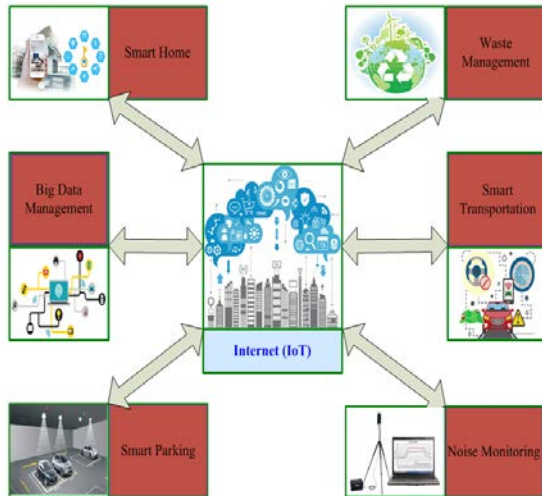 Smart Home
Waste
Management
Big Data
Management
Smart
Transportation
Internet (IoT)
Smart Parking
Noise Monitoring